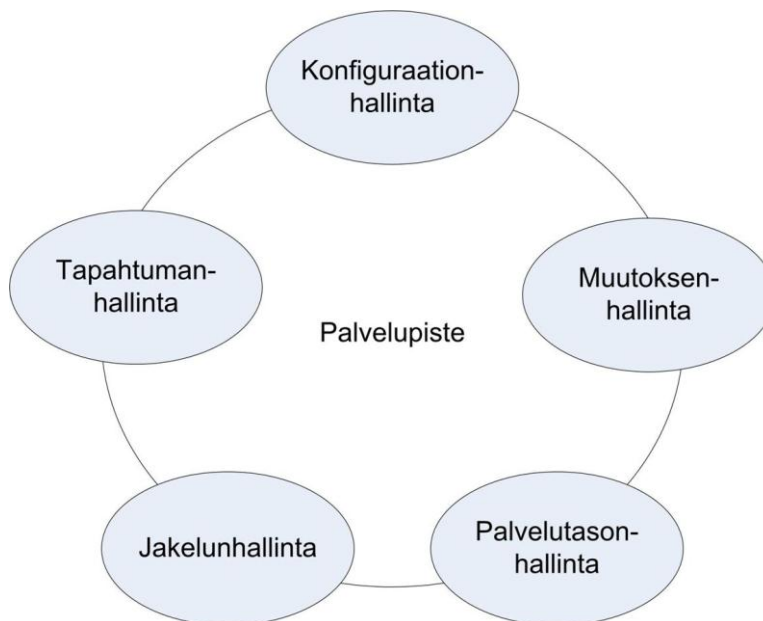 Konfiguraation-
hallinta
Tapahtuman-
hallinta
Muutoksen-
hallinta
Palvelupiste
Jakelunhallinta
Palvelutason-
hallinta